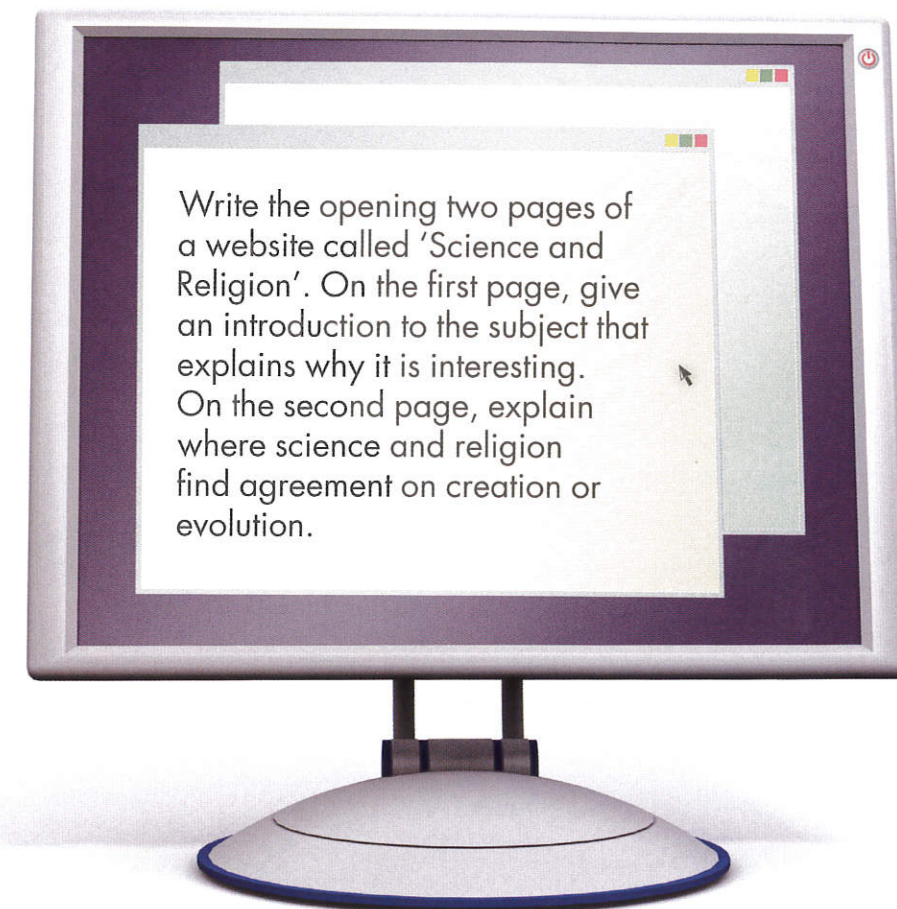 Write the opening two pages of
a website called ‘Science and
Religion’. On the first page, give
an introduction to the subject that
explains why it is interesting.
On the second page, explain
where science and religion
find agreement on creation or
evolution.